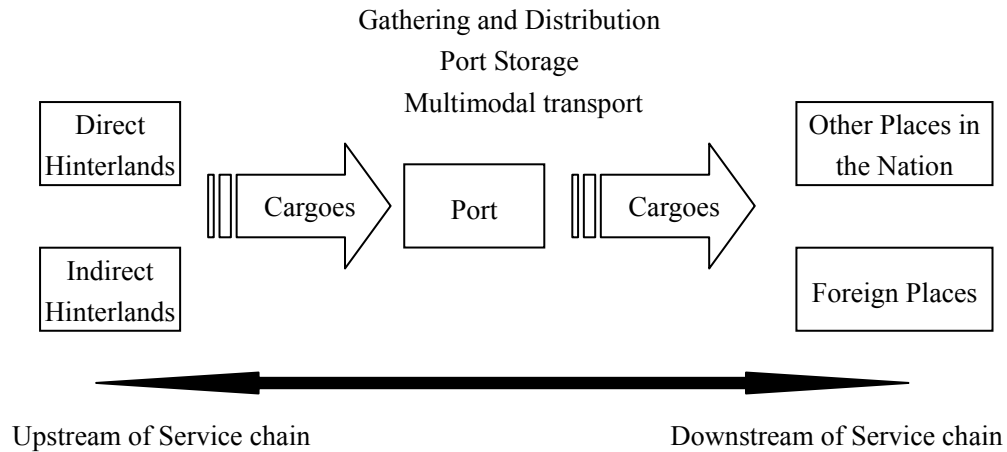 Gathering and Distribution
Port Storage
Multimodal transport
Direct
Hinterlands
Indirect
Hinterlands
Cargoes
Port
Cargoes
Other Places in
the Nation
Foreign Places
Upstream of Service chain
Downstream of Service chain